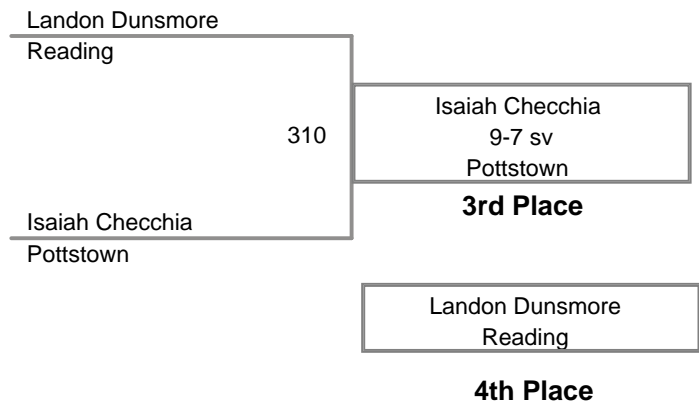 Landon Dunsmore
Reading
310
Isaiah Checchia
9-7 sv
Pottstown
3rd Place
Isaiah Checchia
Pottstown
Landon Dunsmore
Reading
4th Place